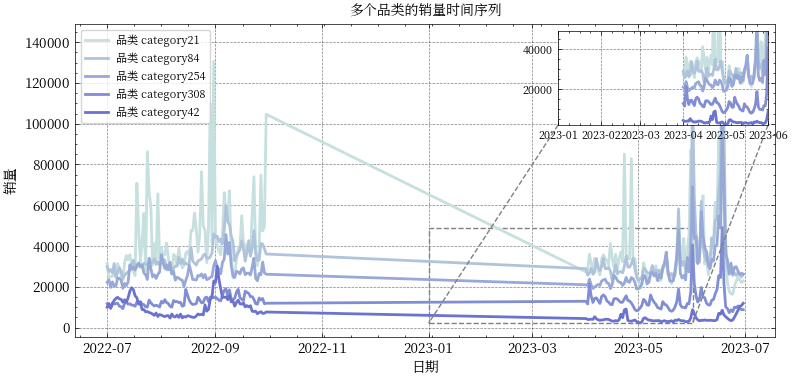 多个品类的销量时间序列
140000
120000
100000
80000
60000
40000
20000
0
销量
品类 category21
品类 category84
品类 category254
品类 category308
品类 category42
40000
20000
2023-01 2023-02 2023-03 2023-04 2023-05 2023-06
2022-07 2022-09 2022-11 2023-01 2023-03 2023-05 2023-07
日期